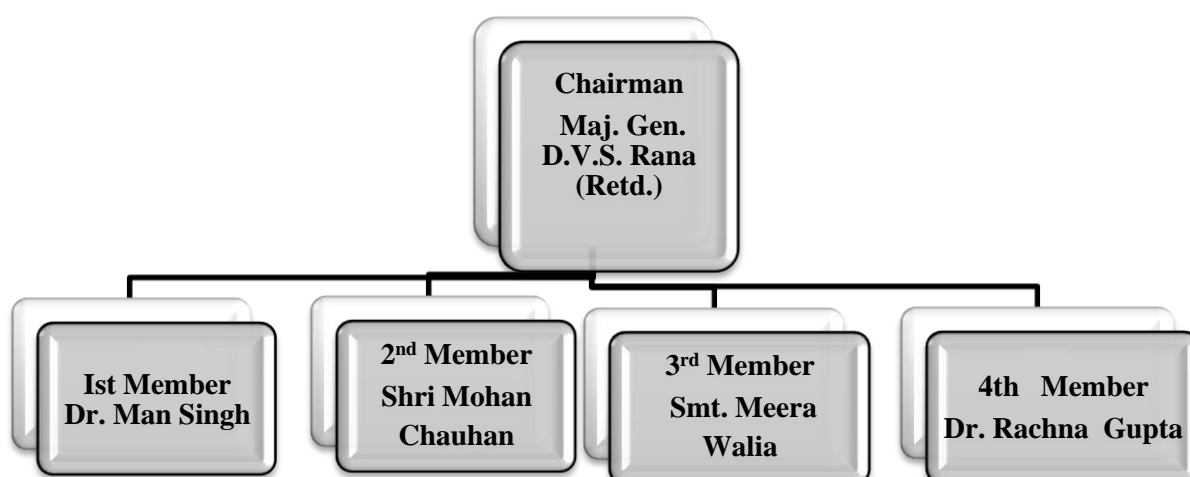 Chairman
Maj. Gen.
D.V.S. Rana
(Retd.)
Ist Member
Dr. Man Singh
2nd Member
Shri Mohan
Chauhan
3rd Member
Smt. Meera
Walia
4th Member
Dr. Rachna Gupta